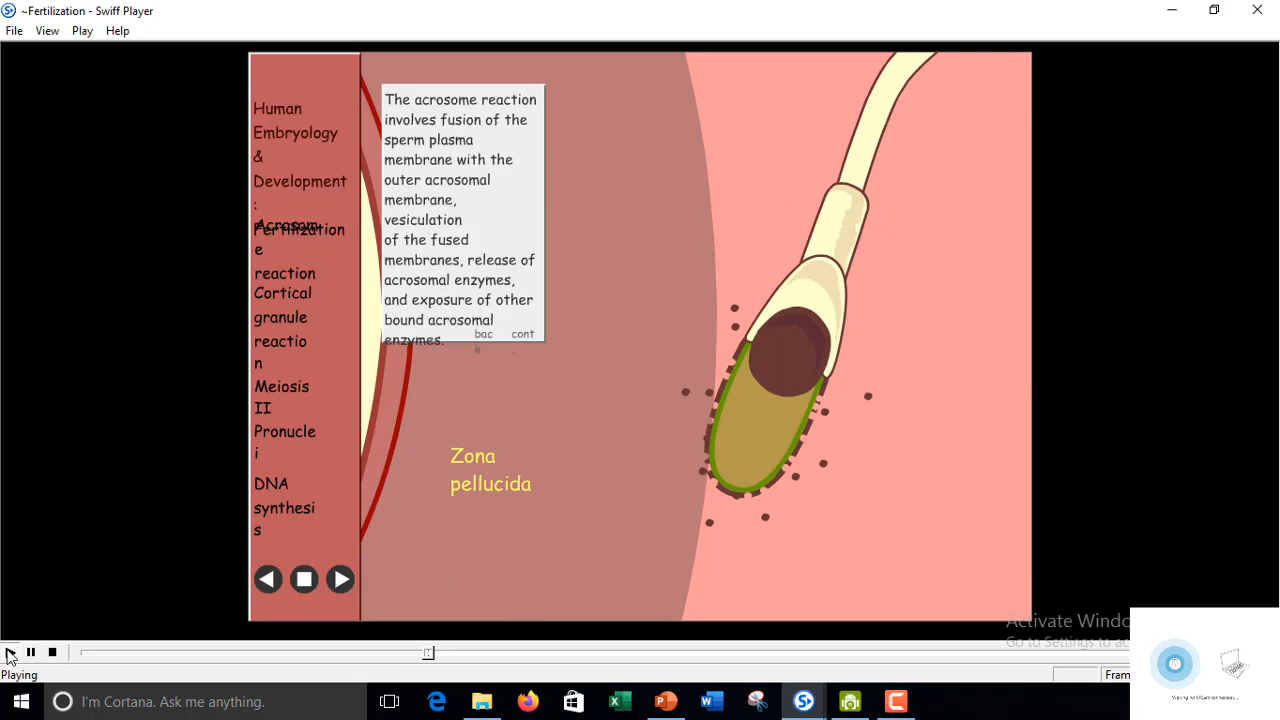 ~Fertilization - Swiff Player
File View Play Help
Human
Embryology
&
Development
:
Fertilization
Acrosom
e
reaction
Cortical
granule
reactio
n
Meiosis
II
Pronucle
i
DNA
synthesi
s
The acrosome reaction
involves fusion of the
sperm plasma
membrane with the
outer acrosomal
membrane,
vesiculation
of the fused
membranes, release of
acrosomal enzymes,
and exposure of other
bound acrosomal
enzymes.
bac
k
cont
.
Zona
pellucida
Activate Windo
Go to Settings to ac
Playing
Fram
I'm Cortana. Ask me anything.